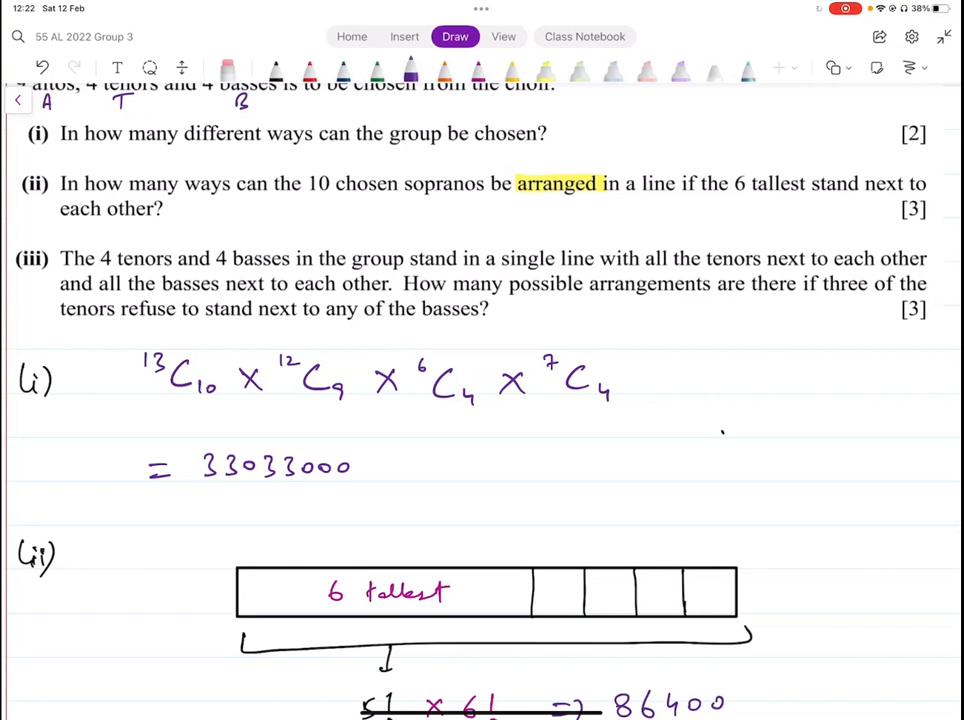 12:22 Sat 12 Feb
38%
55 AL 2022 Group 3
Home Insert Draw View Class Notebook
9 altos, 4 tenors and 4 basses is to be chosen from the choir.
A T B
(i) In how many different ways can the group be chosen? [2]
(ii) In how many ways can the 10 chosen sopranos be arranged in a line if the 6 tallest stand next to
each other? [3]
(iii) The 4 tenors and 4 basses in the group stand in a single line with all the tenors next to each other
and all the basses next to each other. How many possible arrangements are there if three of the
tenors refuse to stand next to any of the basses? [3]
(i) ¹³C₁₀ × ¹²C₉ × ⁶C₄ × ⁷C₄
= 33033000
(ii)
6 tallest
5! × 6! => 86400